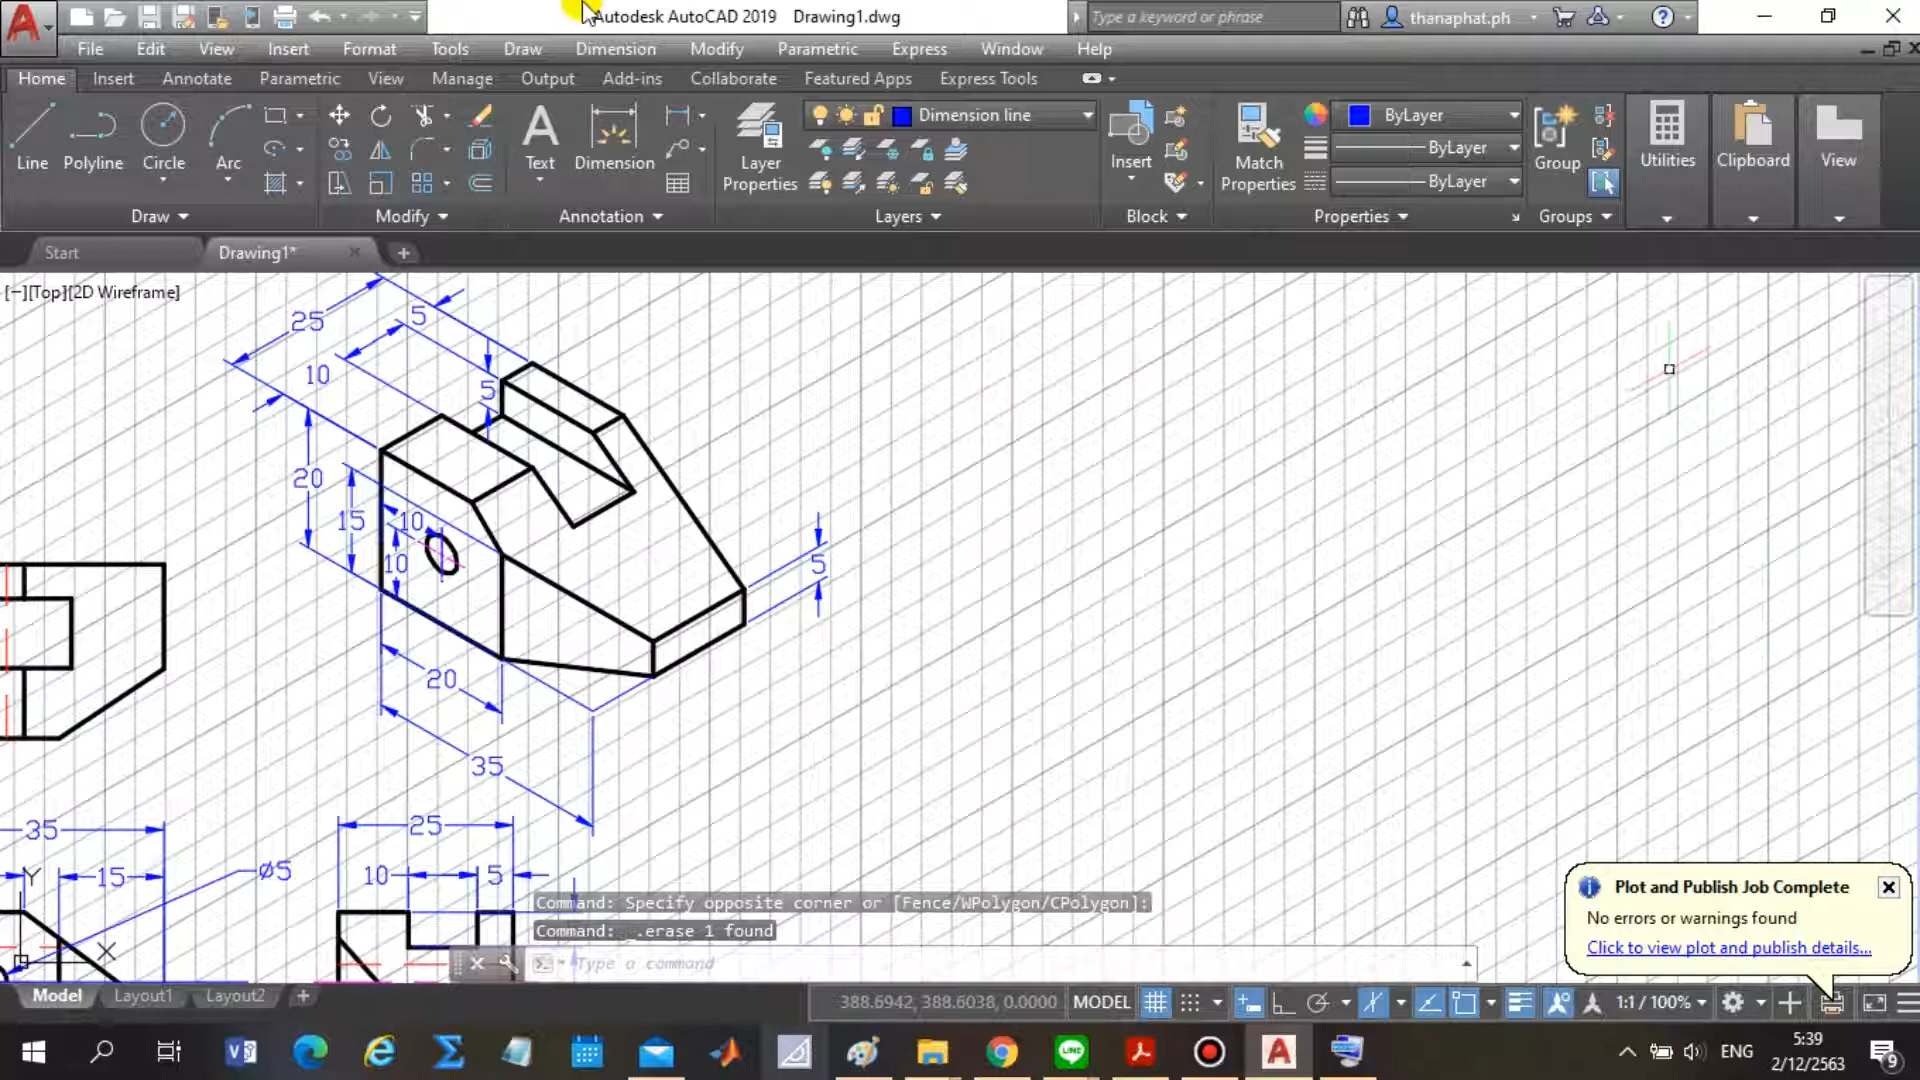 Autodesk AutoCAD 2019 Drawing1.dwg
Type a keyword or phrase
thanaphat.ph
File Edit View Insert Format Tools Draw Dimension Modify Parametric Express Window Help
Home Insert Annotate Parametric View Manage Output Add-ins Collaborate Featured Apps Express Tools
Line Polyline Circle Arc
Text Dimension
Layer Properties
Dimension line
Insert
Match Properties
ByLayer
ByLayer
ByLayer
Group
Utilities
Clipboard
View
Draw Modify Annotation Layers Block Properties Groups
Start Drawing1*
[−][Top][2D Wireframe]
25
5
10
5
20
15
10
10
5
20
35
35
25
Y
15
Ø5
10
5
X
Command: Specify opposite corner or [Fence/WPolygon/CPolygon]:
Command: _.erase 1 found
Type a command
Plot and Publish Job Complete
No errors or warnings found
Click to view plot and publish details...
Model Layout1 Layout2
388.6942, 388.6038, 0.0000 MODEL
1:1 / 100%
ENG
5:39
2/12/2563
9